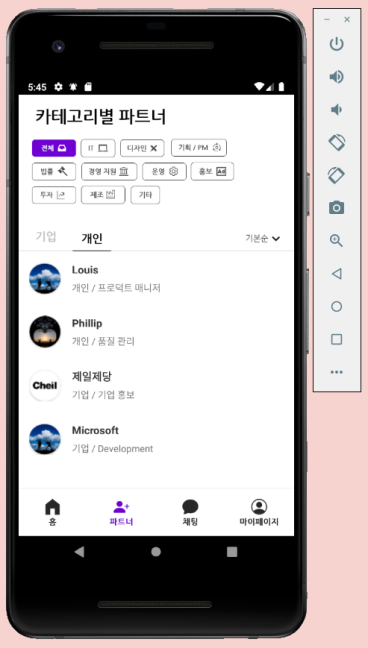 5:45
카테고리별 파트너
전체 IT 디자인 기획 / PM
법률 경영 지원 운영 홍보 Ad
투자 제조 기타
기업 개인 기본순
Louis
개인 / 프로덕트 매니저
Phillip
개인 / 품질 관리
Cheil 제일제당
기업 / 기업 홍보
Microsoft
기업 / Development
홈 파트너 채팅 마이페이지